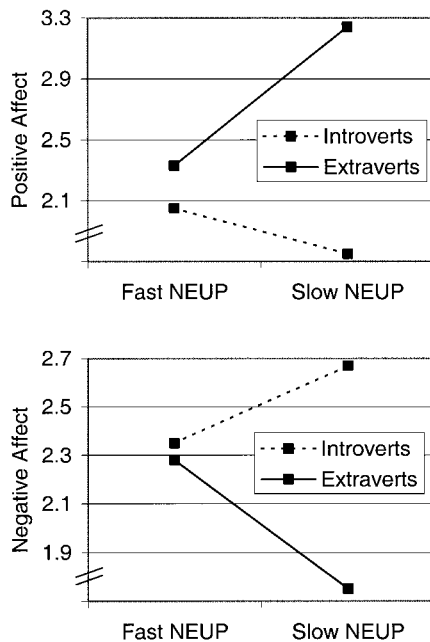 3.3
2.9
2.5
2.1
Positive Affect
Introverts
Extraverts
Fast NEUP Slow NEUP
2.7
2.5
2.3
2.1
1.9
Negative Affect
Introverts
Extraverts
Fast NEUP Slow NEUP